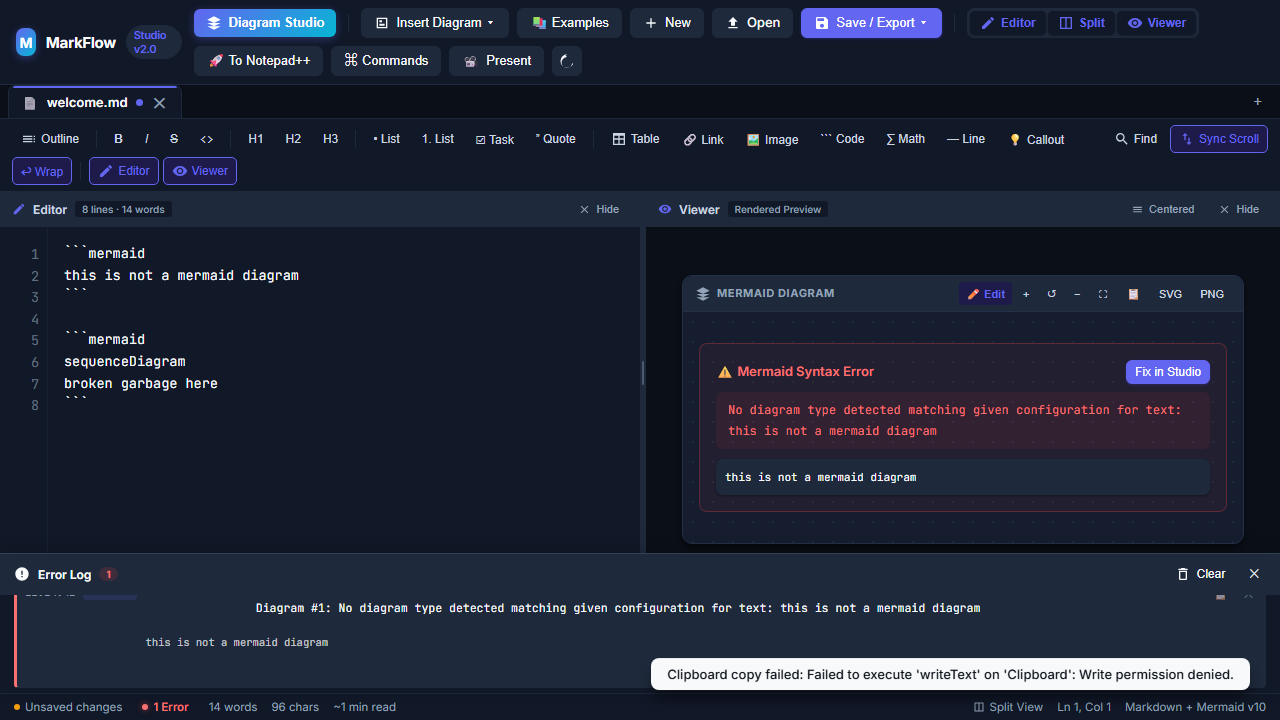 M MarkFlow Studio v2.0
Diagram Studio Insert Diagram Examples New Open Save / Export Editor Split Viewer
To Notepad++ ⌘ Commands Present
welcome.md
+
Outline B I S <> H1 H2 H3 • List 1. List ☑ Task " Quote Table Link Image ``` Code ∑ Math — Line Callout Find Sync Scroll
↩ Wrap Editor Viewer
Editor 8 lines · 14 words Hide
Viewer Rendered Preview Centered Hide
1 ```mermaid
2 this is not a mermaid diagram
3 ```
4
5 ```mermaid
6 sequenceDiagram
7 broken garbage here
8 ```
MERMAID DIAGRAM Edit + ↺ − SVG PNG
⚠ Mermaid Syntax Error Fix in Studio
No diagram type detected matching given configuration for text:
this is not a mermaid diagram
this is not a mermaid diagram
Error Log 1 Clear
Diagram #1: No diagram type detected matching given configuration for text: this is not a mermaid diagram
this is not a mermaid diagram
Clipboard copy failed: Failed to execute 'writeText' on 'Clipboard': Write permission denied.
Unsaved changes 1 Error 14 words 96 chars ~1 min read Split View Ln 1, Col 1 Markdown + Mermaid v10